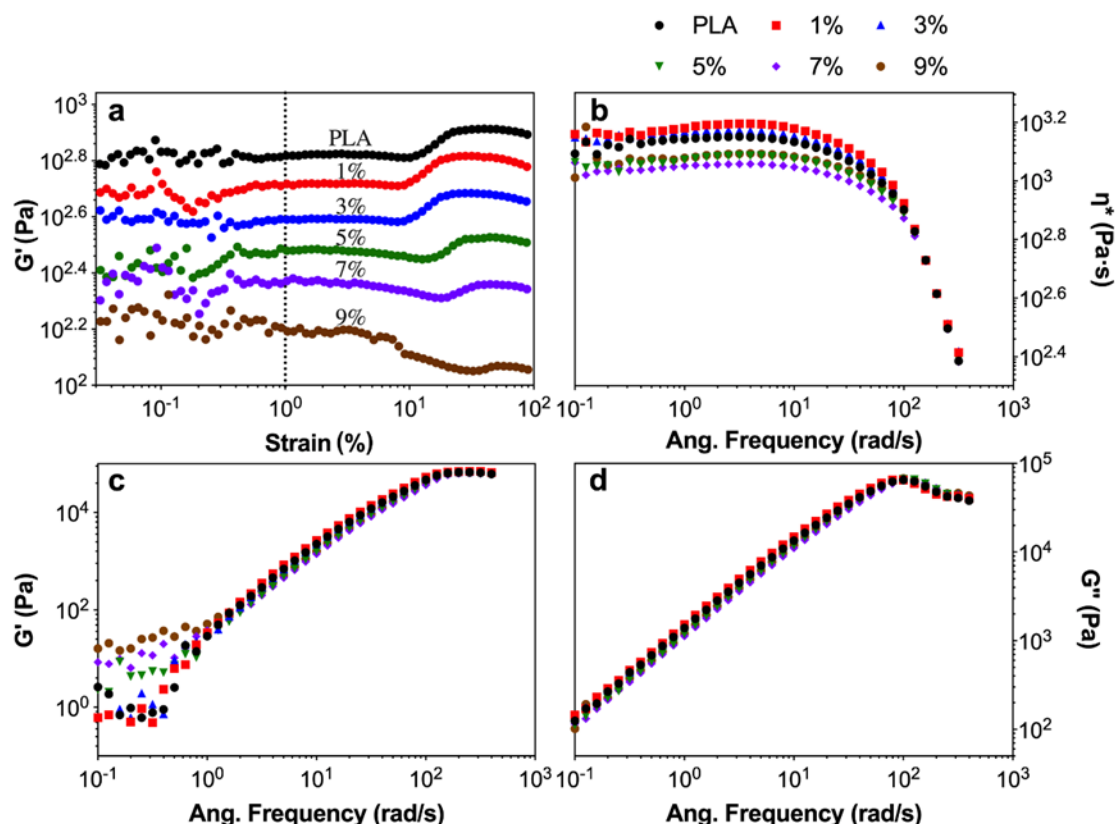 PLA 1% 3%
5% 7% 9%
a
G' (Pa)
10^3
10^2.8
10^2.6
10^2.4
10^2.2
10^2
PLA
1%
3%
5%
7%
9%
10^-1 10^0 10^1 10^2
Strain (%)
b
10^3.2
10^3
10^2.8
10^2.6
10^2.4
η* (Pa·s)
10^-1 10^0 10^1 10^2 10^3
Ang. Frequency (rad/s)
c
G' (Pa)
10^4
10^2
10^0
10^-1 10^0 10^1 10^2 10^3
Ang. Frequency (rad/s)
d
10^5
10^4
10^3
10^2
G'' (Pa)
10^-1 10^0 10^1 10^2 10^3
Ang. Frequency (rad/s)